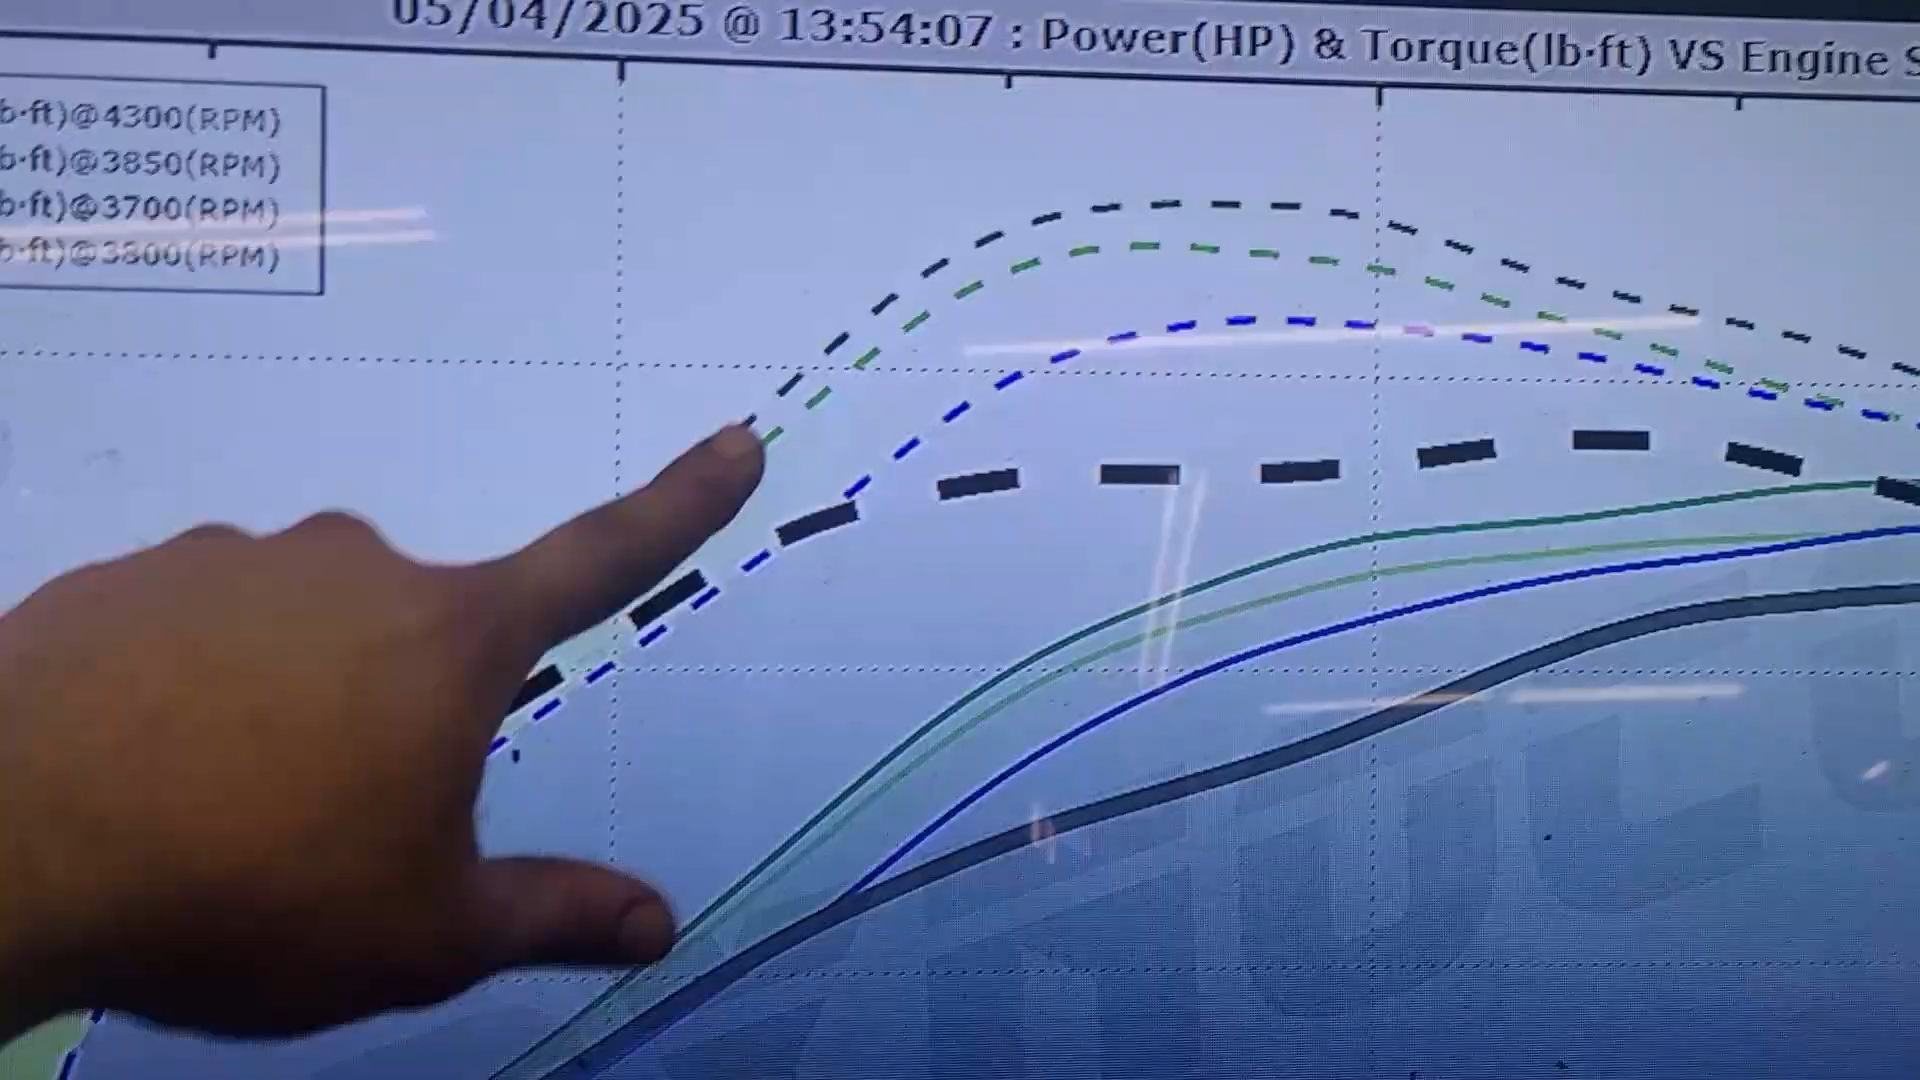 05/04/2025 @ 13:54:07 : Power(HP) & Torque(lb·ft) VS Engine S
b·ft)@4300(RPM)
b·ft)@3850(RPM)
b·ft)@3700(RPM)
b·ft)@3800(RPM)